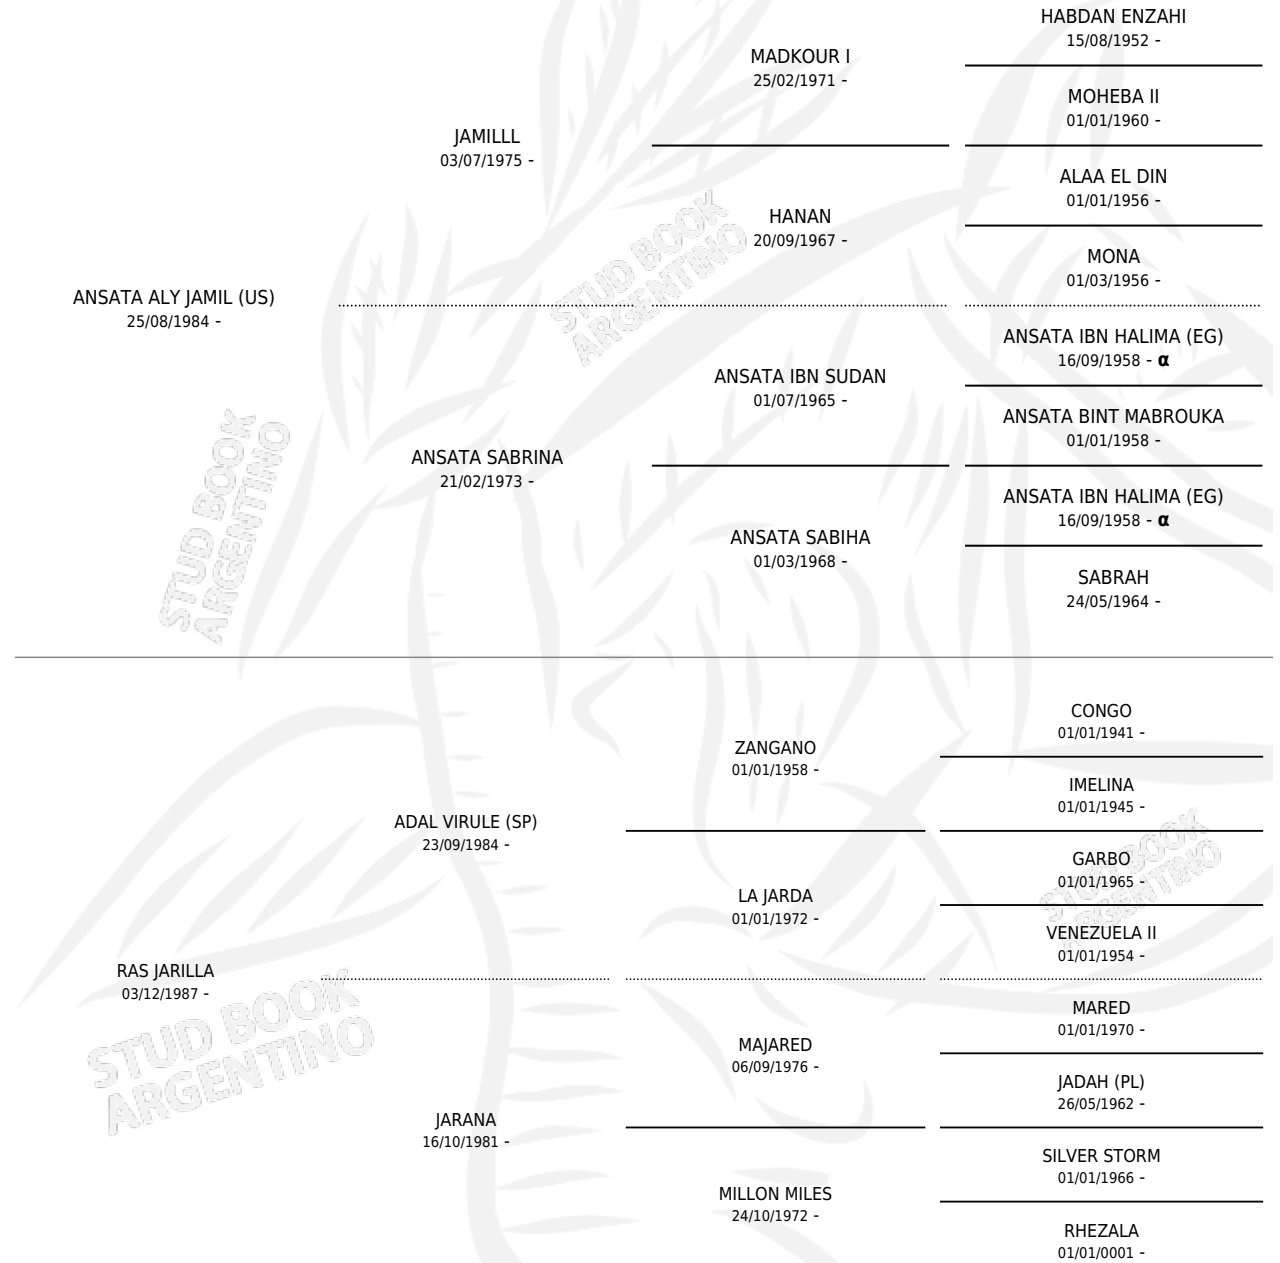 HABDAN ENZAHI
15/08/1952 -
MADKOUR I
25/02/1971 -
MOHEBA II
01/01/1960 -
JAMILLL
03/07/1975 -
ALAA EL DIN
01/01/1956 -
HANAN
20/09/1967 -
MONA
01/03/1956 -
ANSATA ALY JAMIL (US)
25/08/1984 -
ANSATA IBN HALIMA (EG)
16/09/1958 - α
ANSATA IBN SUDAN
01/07/1965 -
ANSATA BINT MABROUKA
01/01/1958 -
ANSATA SABRINA
21/02/1973 -
ANSATA IBN HALIMA (EG)
16/09/1958 - α
ANSATA SABIHA
01/03/1968 -
SABRAH
24/05/1964 -
CONGO
01/01/1941 -
ZANGANO
01/01/1958 -
IMELINA
01/01/1945 -
ADAL VIRULE (SP)
23/09/1984 -
GARBO
01/01/1965 -
LA JARDA
01/01/1972 -
VENEZUELA II
01/01/1954 -
RAS JARILLA
03/12/1987 -
MARED
01/01/1970 -
MAJARED
06/09/1976 -
JADAH (PL)
26/05/1962 -
JARANA
16/10/1981 -
SILVER STORM
01/01/1966 -
MILLON MILES
24/10/1972 -
RHEZALA
01/01/0001 -
STUD BOOK
ARGENTINO
STUD BOOK
ARGENTINO
STUD BOOK
ARGENTINO
STUD BOOK
ARGENTINO